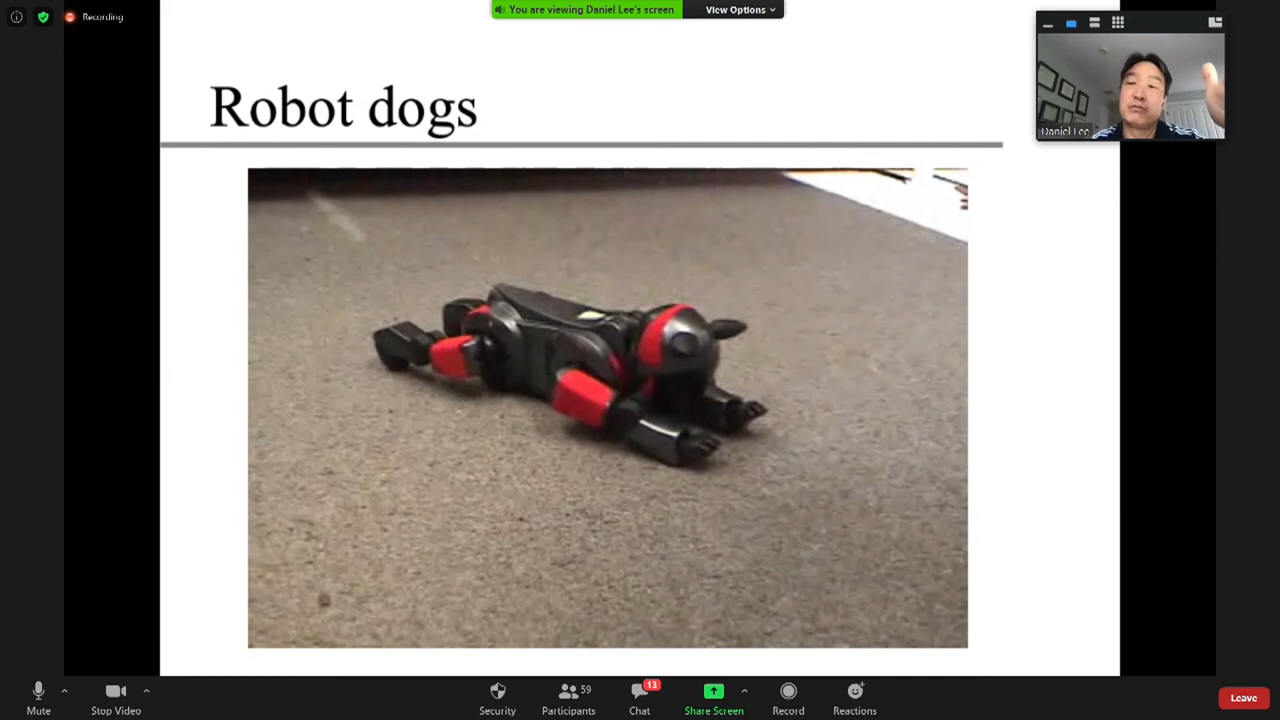 Recording
You are viewing Daniel Lee's screen
View Options
Robot dogs
Daniel Lee
Mute
Stop Video
Security
Participants
59
Chat
13
Share Screen
Record
Reactions
Leave